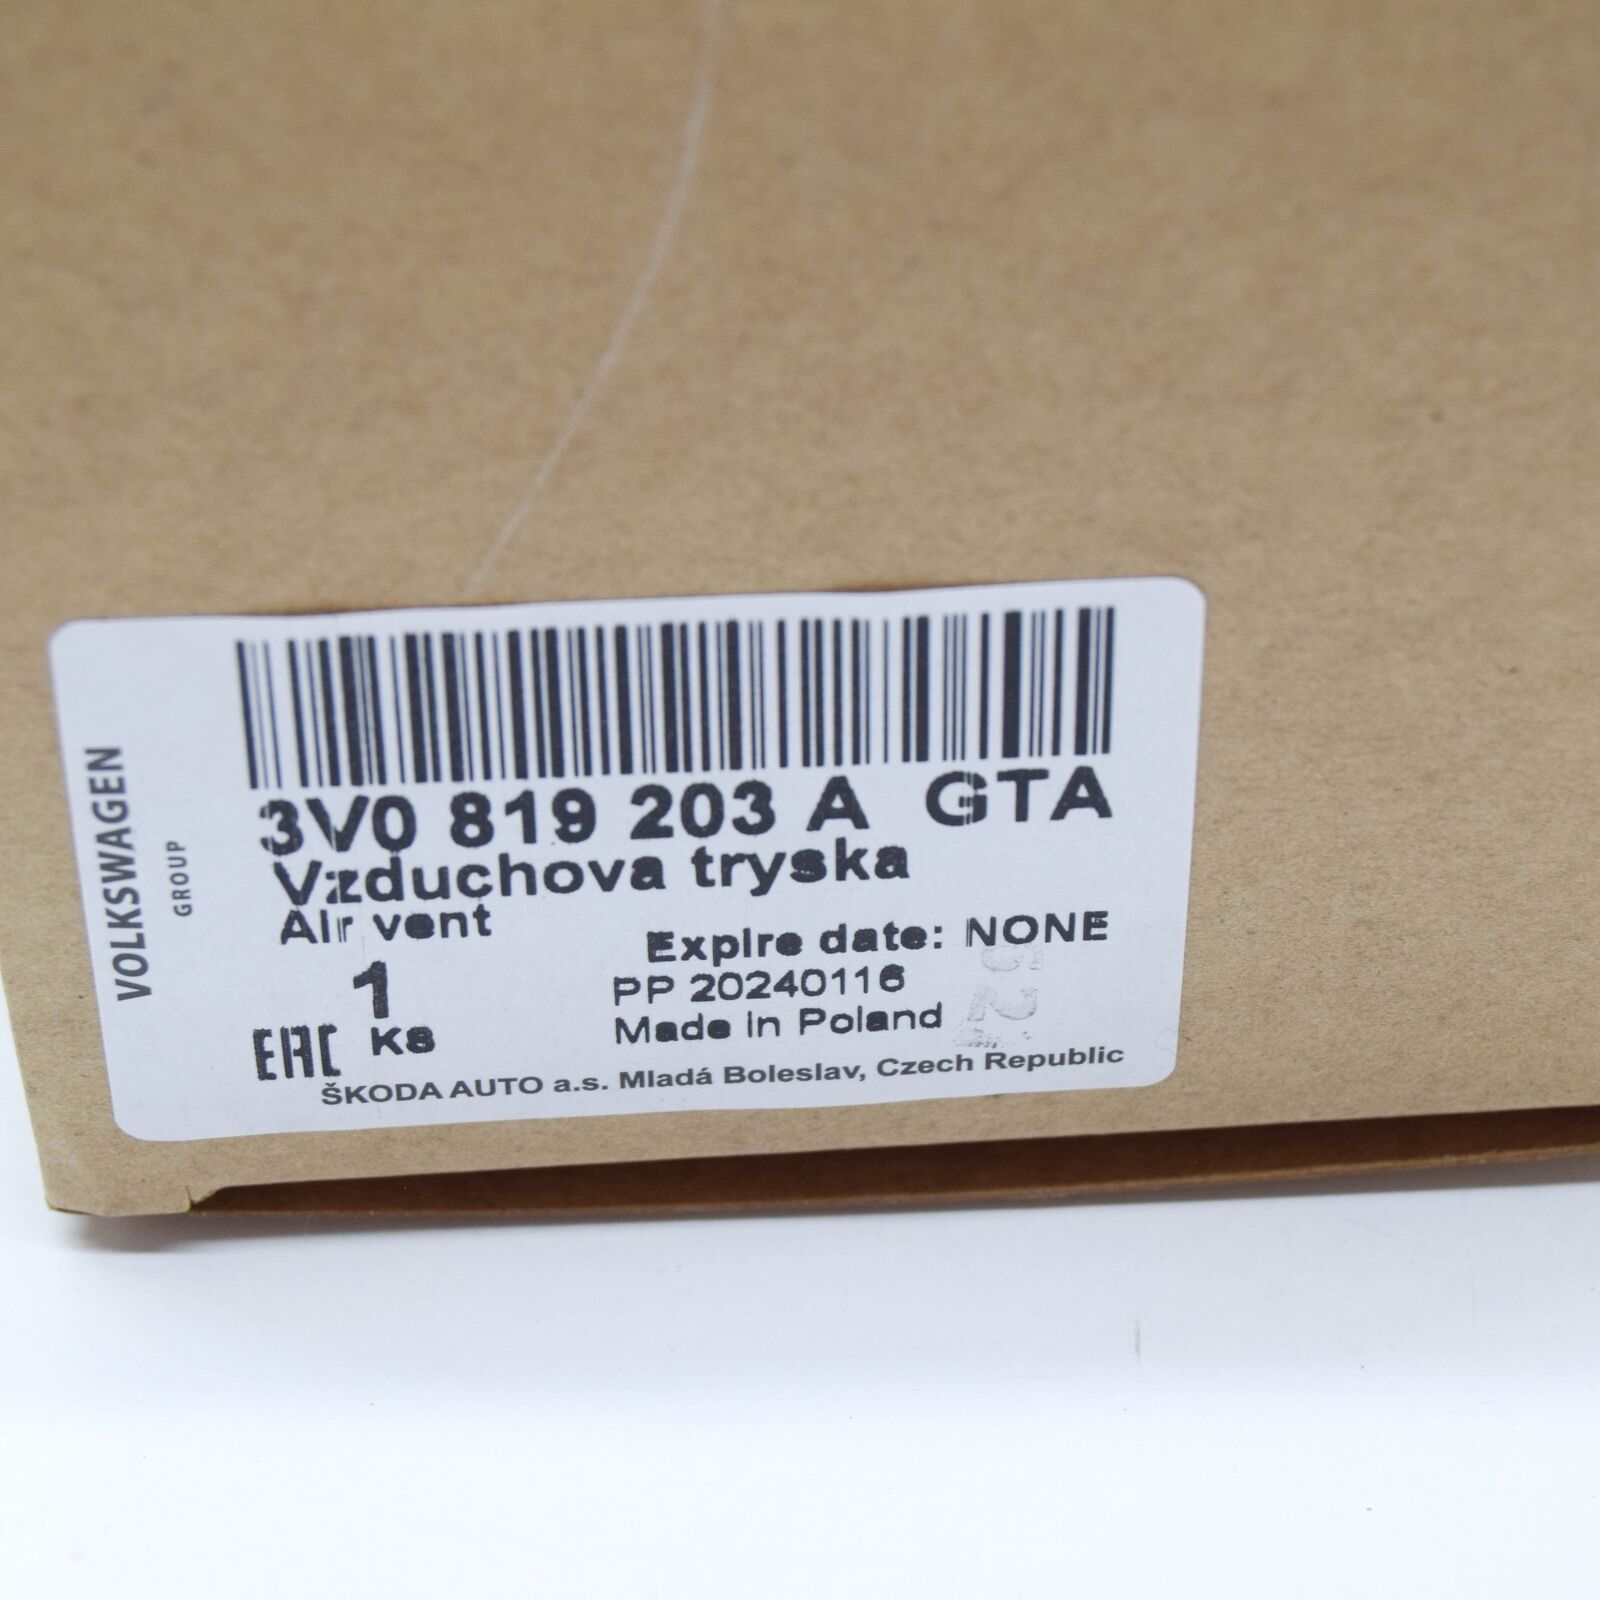 VOLKSWAGEN
GROUP
3V0 819 203 A GTA
Vzduchova tryska
Air vent
Expire date: NONE
1
PP 20240116
EAC ks
Made in Poland
ŠKODA AUTO a.s. Mladá Boleslav, Czech Republic